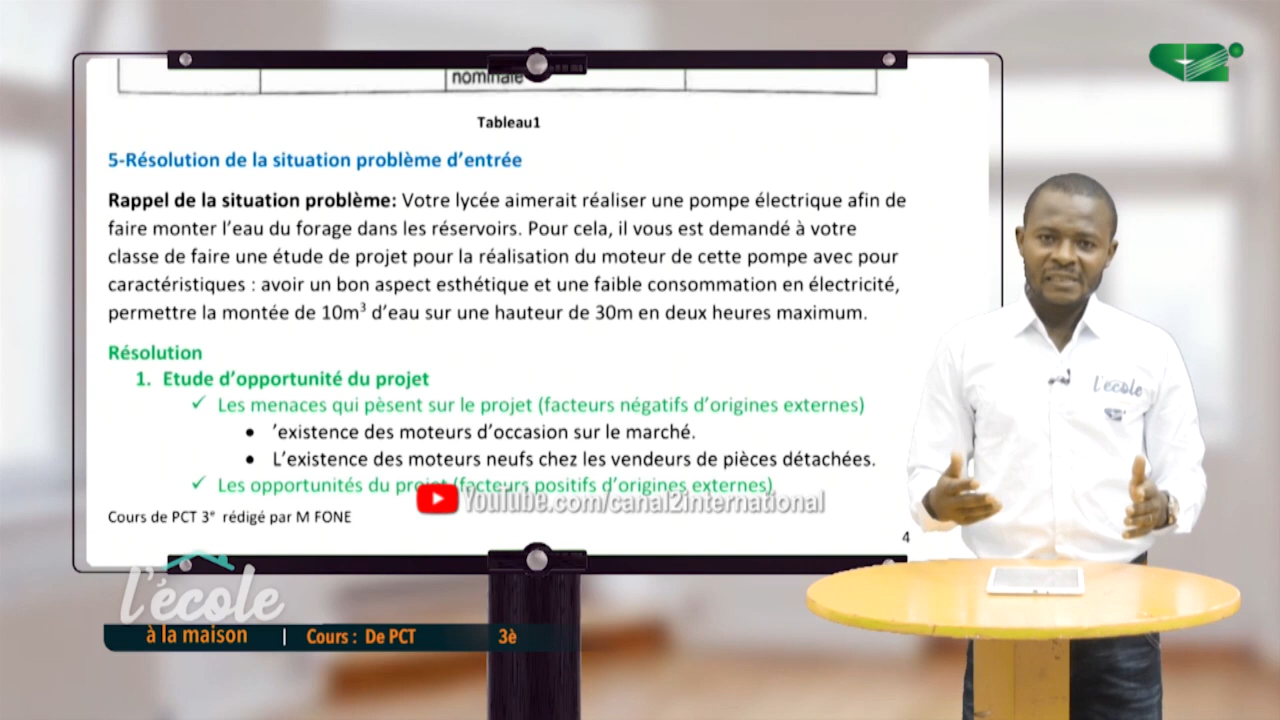 nominale
Tableau1
5-Résolution de la situation problème d’entrée
Rappel de la situation problème: Votre lycée aimerait réaliser une pompe électrique afin de
faire monter l’eau du forage dans les réservoirs. Pour cela, il vous est demandé à votre
classe de faire une étude de projet pour la réalisation du moteur de cette pompe avec pour
caractéristiques : avoir un bon aspect esthétique et une faible consommation en électricité,
permettre la montée de 10m³ d’eau sur une hauteur de 30m en deux heures maximum.
Résolution
1. Etude d’opportunité du projet
✓ Les menaces qui pèsent sur le projet (facteurs négatifs d’origines externes)
• ’existence des moteurs d’occasion sur le marché.
• L’existence des moteurs neufs chez les vendeurs de pièces détachées.
✓ Les opportunités du projet (facteurs positifs d’origines externes)
YouTube.com/canal2international
Cours de PCT 3ᵉ rédigé par M FONE
4
l'école
l'école
à la maison | Cours : De PCT 3è